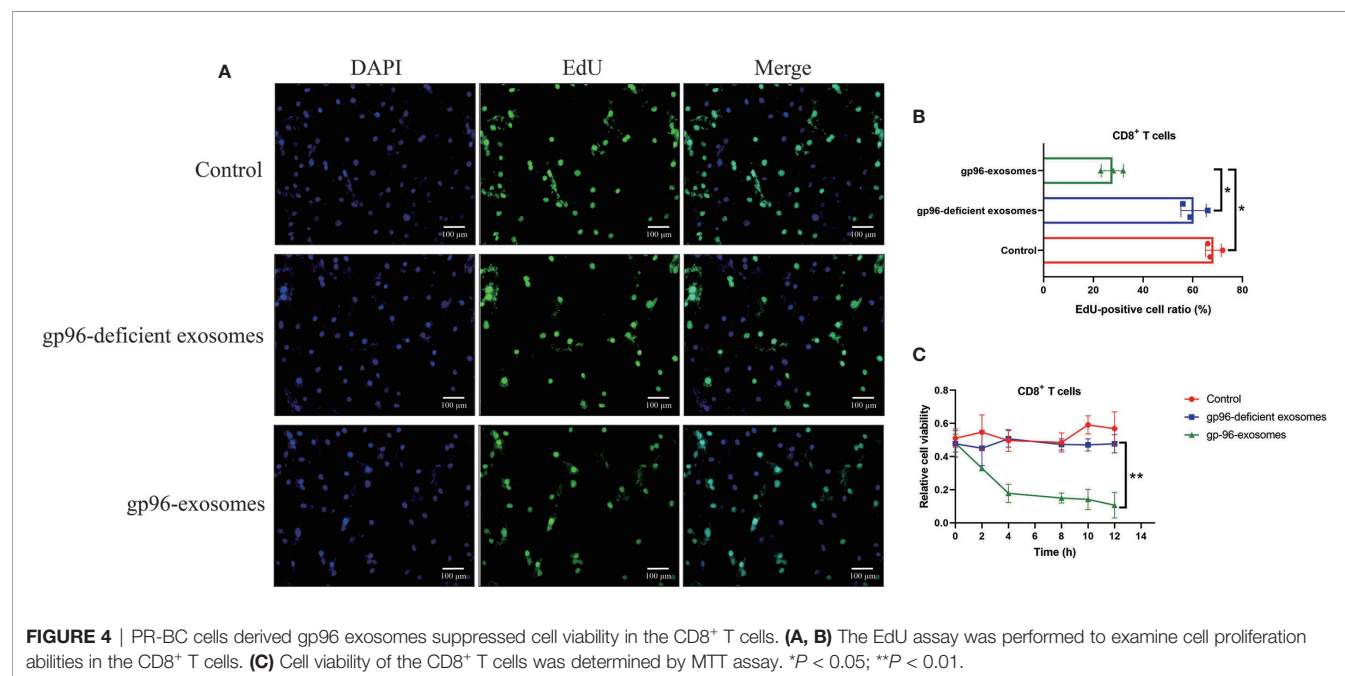 A
DAPI
EdU
Merge
Control
100 μm
100 μm
100 μm
gp96-deficient exosomes
100 μm
100 μm
100 μm
gp96-exosomes
100 μm
100 μm
100 μm
B
CD8⁺ T cells
gp96-exosomes
gp96-deficient exosomes
Control
*
*
0 20 40 60 80
EdU-positive cell ratio (%)
C
CD8⁺ T cells
Relative cell viability
0.8
0.6
0.4
0.2
0.0
0 2 4 6 8 10 12 14
Time (h)
**
Control
gp96-deficient exosomes
gp-96-exosomes
FIGURE 4 | PR-BC cells derived gp96 exosomes suppressed cell viability in the CD8⁺ T cells. (A, B) The EdU assay was performed to examine cell proliferation
abilities in the CD8⁺ T cells. (C) Cell viability of the CD8⁺ T cells was determined by MTT assay. *P < 0.05; **P < 0.01.